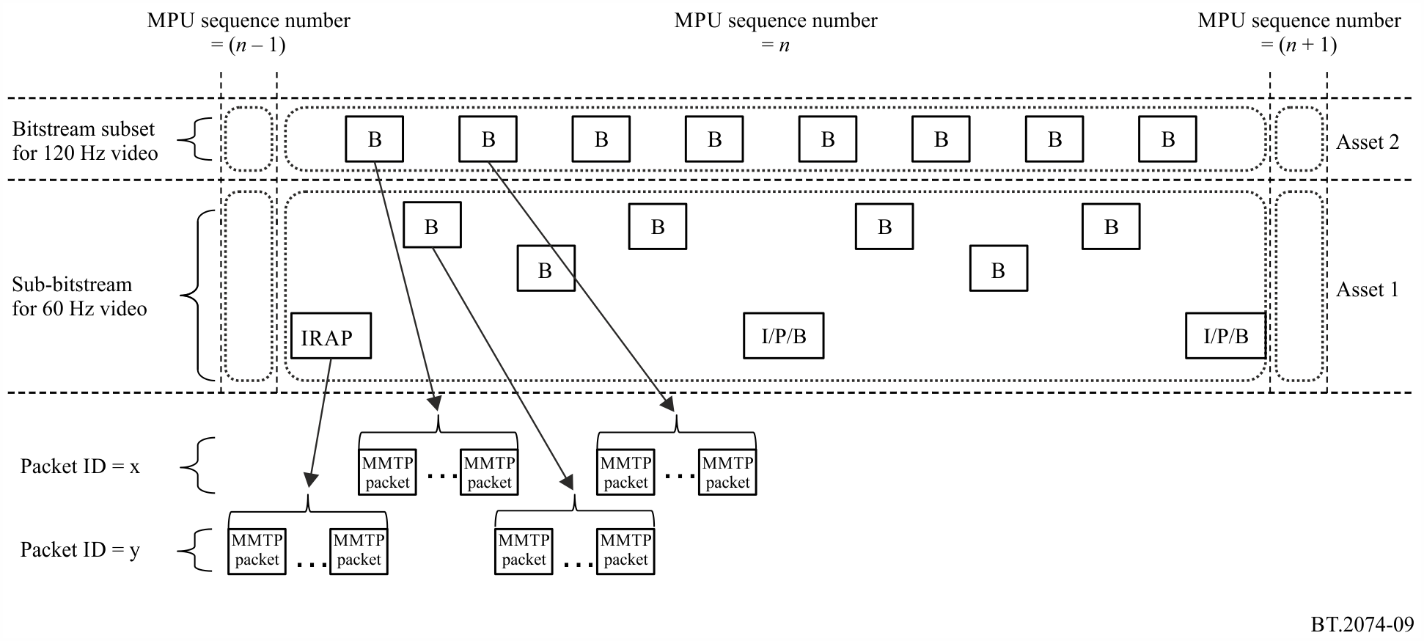 MPU sequence number
= (n – 1)
MPU sequence number
= n
MPU sequence number
= (n + 1)
Bitstream subset
for 120 Hz video
B B B B B B B B
Asset 2
B B B B
B B
Sub-bitstream
for 60 Hz video
Asset 1
IRAP I/P/B I/P/B
Packet ID = x
MMTP
packet
...
MMTP
packet
MMTP
packet
...
MMTP
packet
Packet ID = y
MMTP
packet
...
MMTP
packet
MMTP
packet
...
MMTP
packet
BT.2074-09